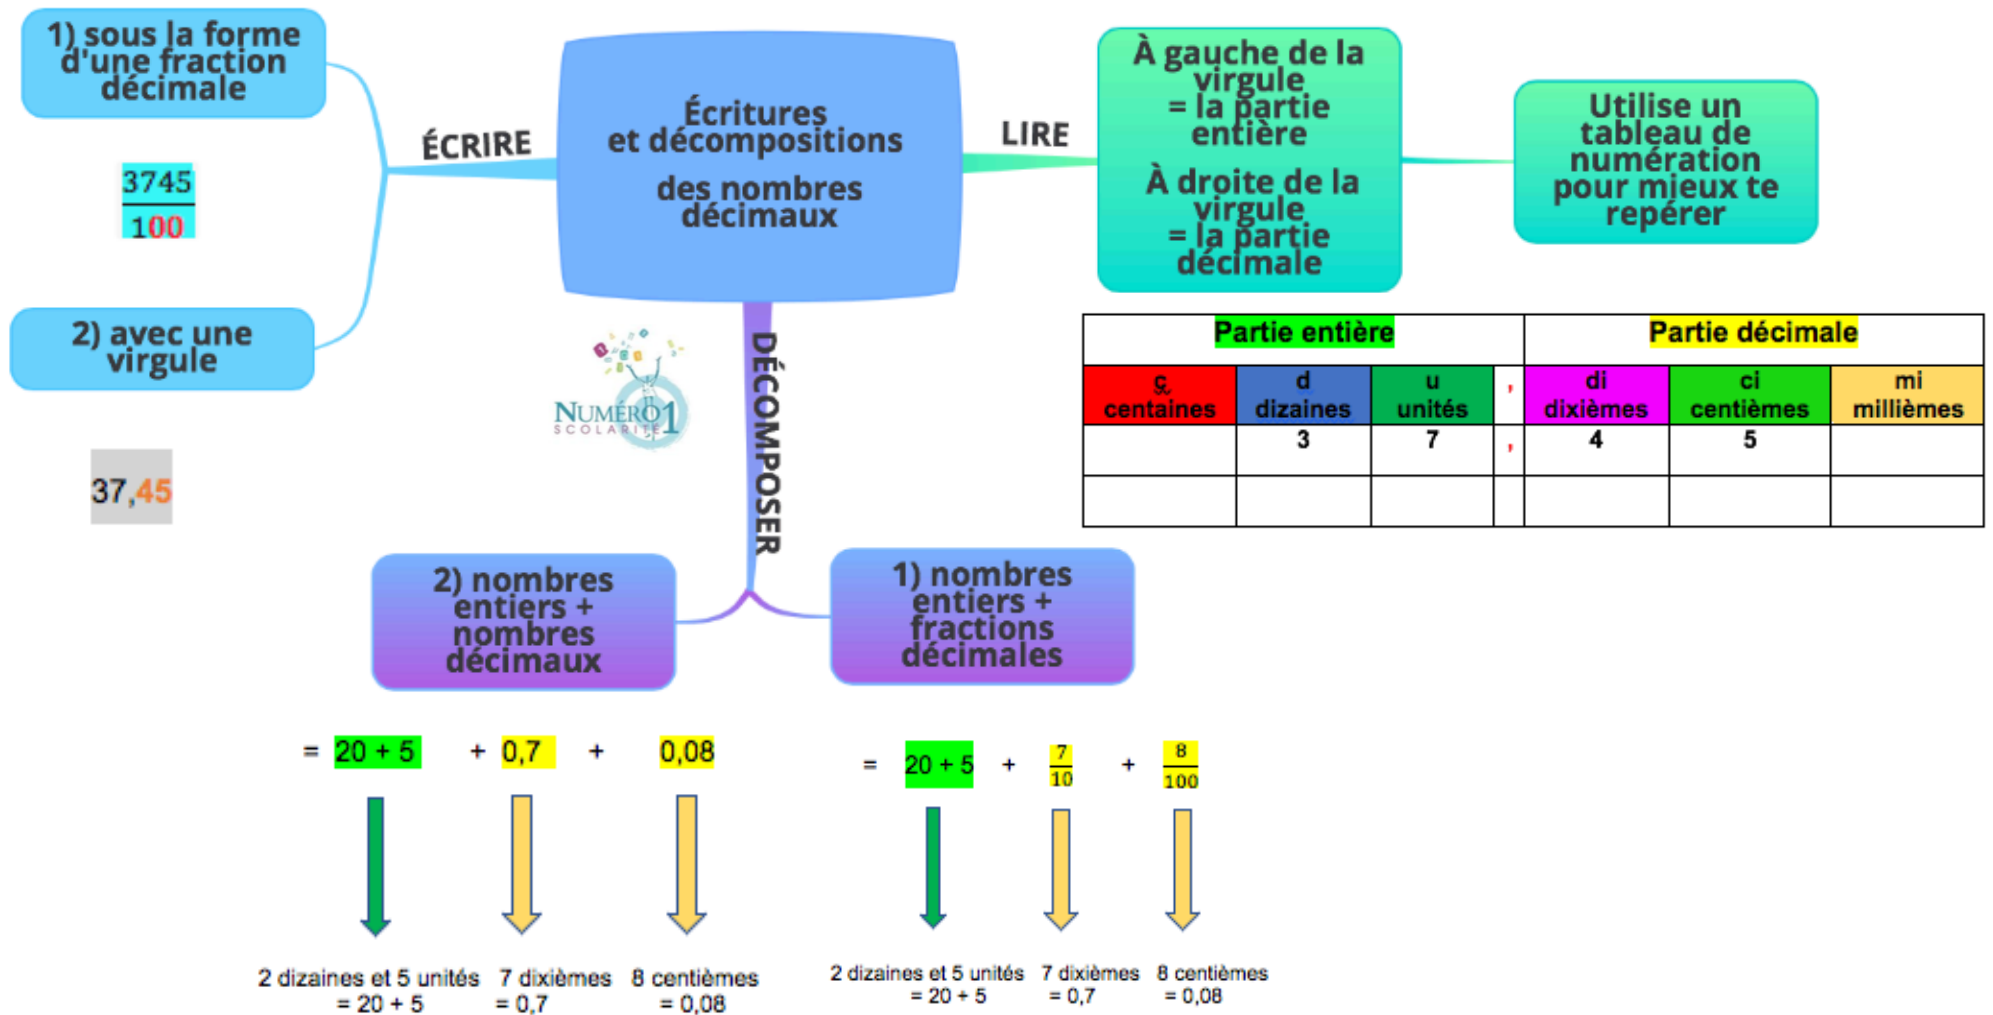 1) sous la forme
d'une fraction
décimale
3745
100
2) avec une
virgule
37,45
ÉCRIRE
Écritures
et décompositions
des nombres
décimaux
LIRE
À gauche de la
virgule
= la partie
entière
À droite de la
virgule
= la partie
décimale
Utilise un
tableau de
numération
pour mieux te
repérer
Partie entière Partie décimale
c d u , di ci mi
centaines dizaines unités dixièmes centièmes millièmes
3 7 , 4 5
NUMÉRO1
SCOLARITÉ
DÉCOMPOSER
2) nombres
entiers +
nombres
décimaux
= 20 + 5 + 0,7 + 0,08
2 dizaines et 5 unités 7 dixièmes 8 centièmes
= 20 + 5 = 0,7 = 0,08
1) nombres
entiers +
fractions
décimales
= 20 + 5 + 7/10 + 8/100
2 dizaines et 5 unités 7 dixièmes 8 centièmes
= 20 + 5 = 0,7 = 0,08